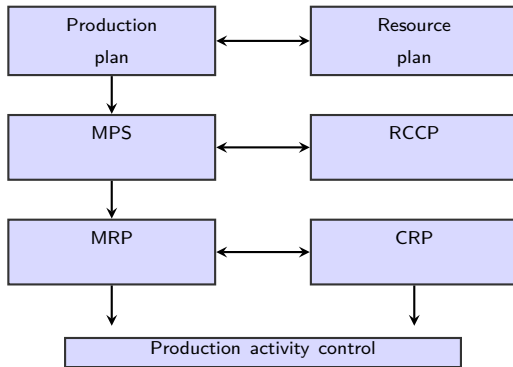 Production
plan
Resource
plan
MPS
RCCP
MRP
CRP
Production activity control